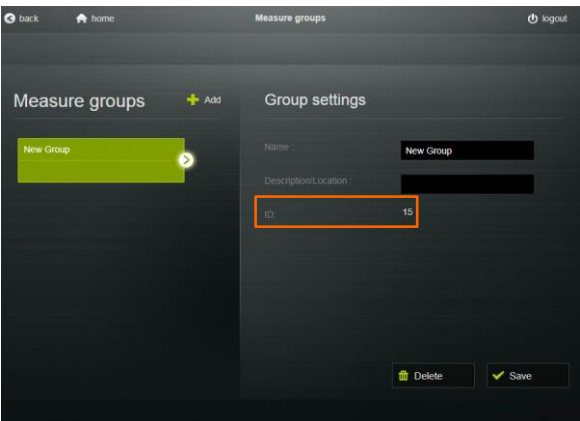 back home Measure groups logout
Measure groups Add
New Group
Group settings
Name : New Group
Description/Location :
ID: 15
Delete Save